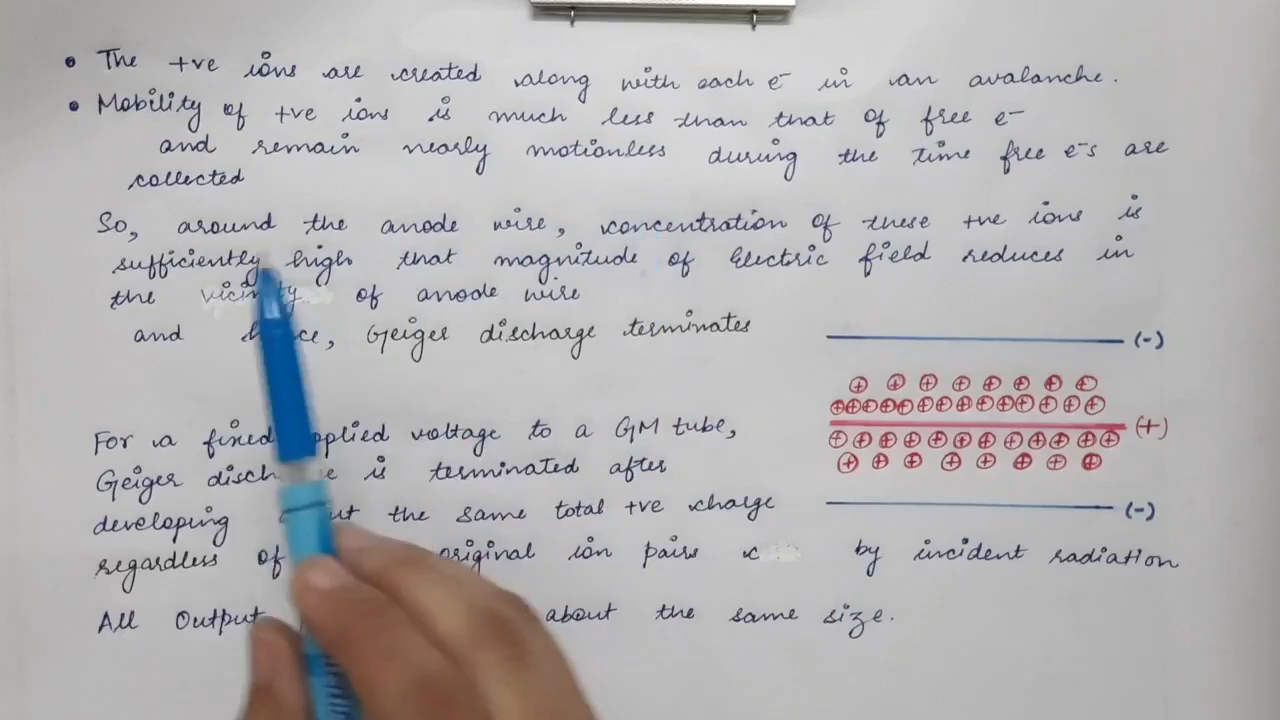 • The +ve ions are created along with each e⁻ in an avalanche.
• Mobility of +ve ions is much less than that of free e⁻
and remain nearly motionless during the time free e⁻s are
collected
So, around the anode wire, concentration of these +ve ions is
sufficiently high that magnitude of Electric field reduces in
the vicinity of anode wire
and, Geiger discharge terminates
(-)
+ + + + + + + +
+ + + + + + + + + + + + +
(+)
+ + + + + + + + + + +
+ + + + + + + +
(-)
For a fixed voltage to a GM tube,
Geiger is terminated after
developing the same total +ve charge
regardless of original ion pairs by incident radiation
All Output about the same size.